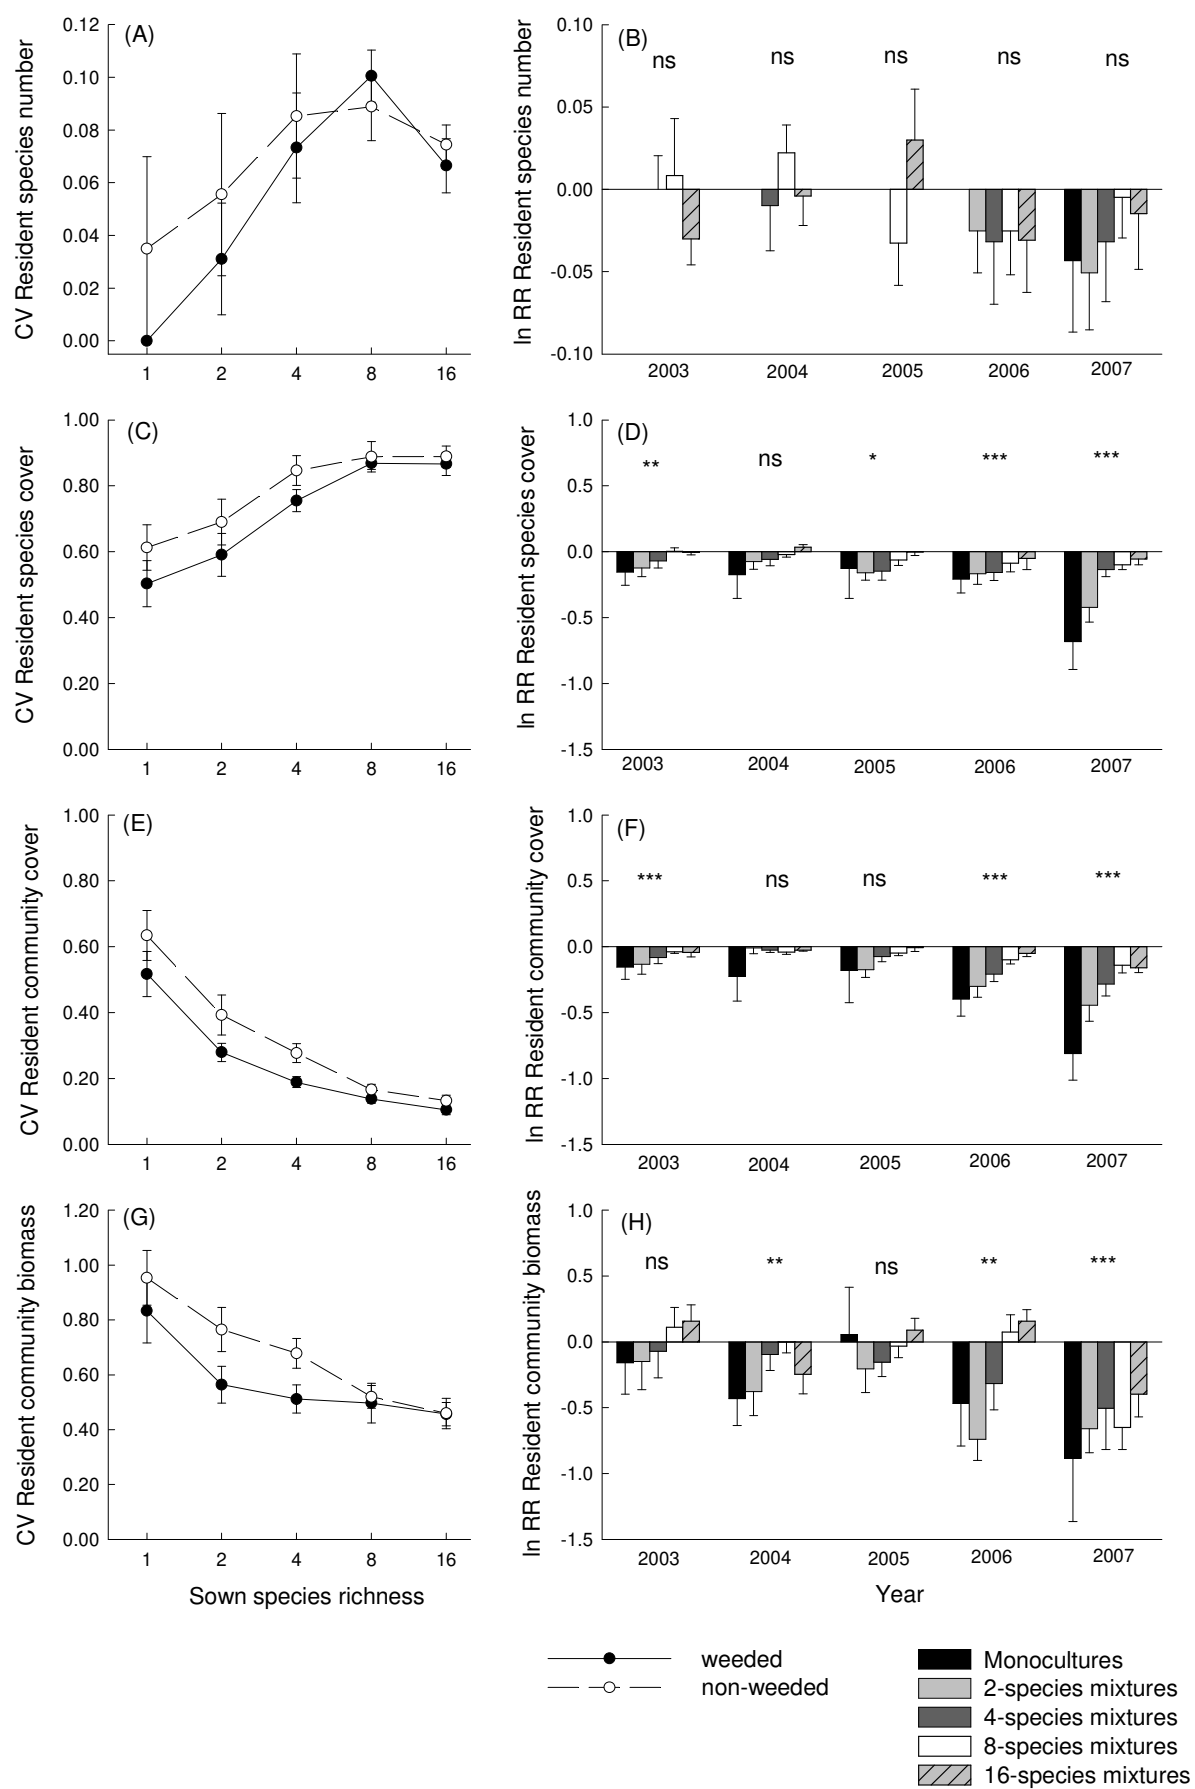 (A)
CV Resident species number
0.12
0.10
0.08
0.06
0.04
0.02
0.00
1 2 4 8 16
(B)
ln RR Resident species number
0.10
0.05
0.00
-0.05
-0.10
ns ns ns ns ns
2003 2004 2005 2006 2007
(C)
CV Resident species cover
1.00
0.80
0.60
0.40
0.20
0.00
1 2 4 8 16
(D)
ln RR Resident species cover
1.0
0.5
0.0
-0.5
-1.0
-1.5
** ns * *** ***
2003 2004 2005 2006 2007
(E)
CV Resident community cover
1.00
0.80
0.60
0.40
0.20
0.00
1 2 4 8 16
(F)
ln RR Resident community cover
1.0
0.5
0.0
-0.5
-1.0
-1.5
*** ns ns *** ***
2003 2004 2005 2006 2007
(G)
CV Resident community biomass
1.20
1.00
0.80
0.60
0.40
0.20
0.00
1 2 4 8 16
Sown species richness
(H)
ln RR Resident community biomass
1.0
0.5
0.0
-0.5
-1.0
-1.5
ns ** ns ** ***
2003 2004 2005 2006 2007
Year
weeded
non-weeded
Monocultures
2-species mixtures
4-species mixtures
8-species mixtures
16-species mixtures